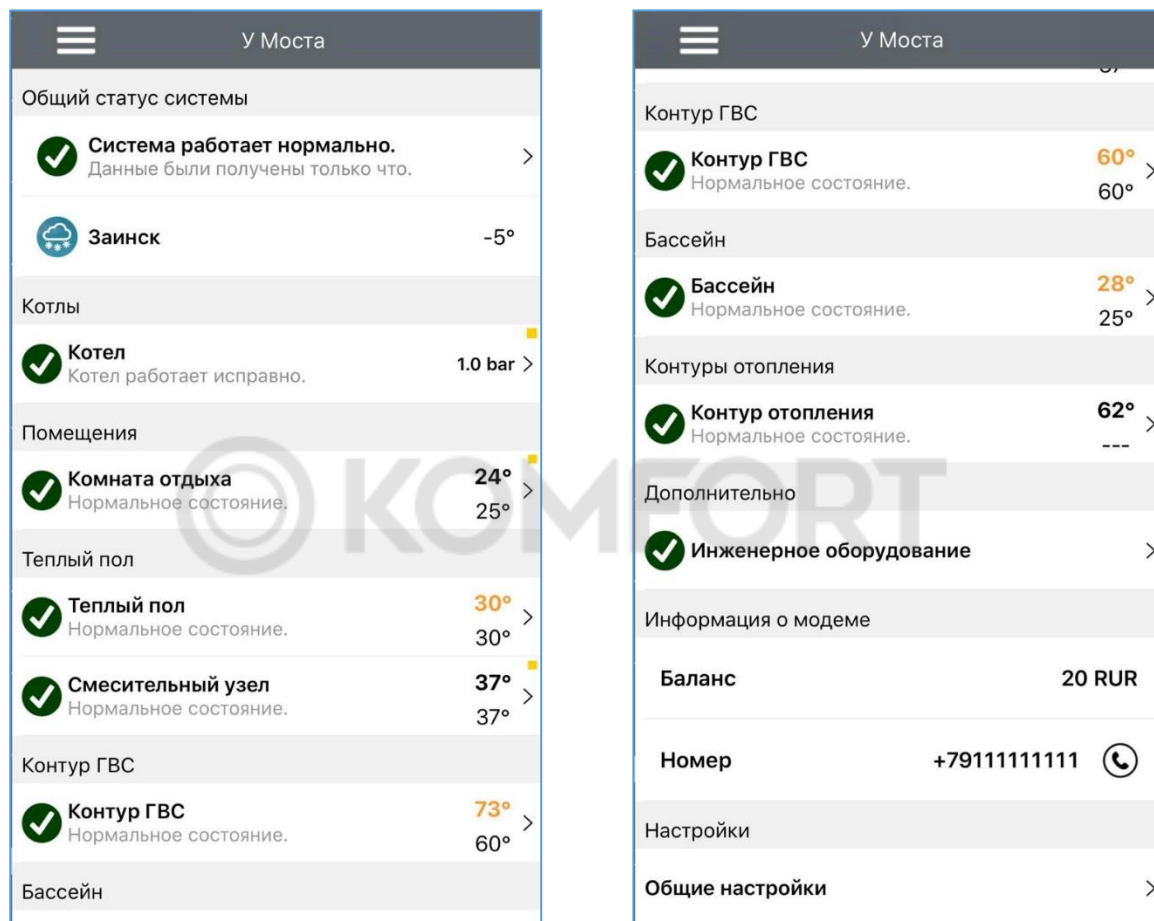 У Моста
Общий статус системы
Система работает нормально.
Данные были получены только что.
Заинск -5°
Котлы
Котел
1.0 bar
Котел работает исправно.
Помещения
Комната отдыха 24°
Нормальное состояние. 25°
Теплый пол
Теплый пол 30°
Нормальное состояние. 30°
Смесительный узел 37°
Нормальное состояние. 37°
Контур ГВС
Контур ГВС 73°
Нормальное состояние. 60°
Бассейн
У Моста
Контур ГВС
Контур ГВС 60°
Нормальное состояние. 60°
Бассейн
Бассейн 28°
Нормальное состояние. 25°
Контуры отопления
Контур отопления 62°
Нормальное состояние. ---
Дополнительно
Инженерное оборудование
Информация о модеме
Баланс 20 RUR
Номер +79111111111
Настройки
Общие настройки
KOMFORT